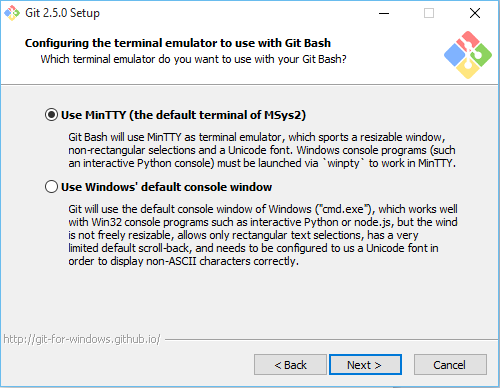 Git 2.5.0 Setup
Configuring the terminal emulator to use with Git Bash
Which terminal emulator do you want to use with your Git Bash?
Use MinTTY (the default terminal of MSys2)
Git Bash will use MinTTY as terminal emulator, which sports a resizable window,
non-rectangular selections and a Unicode font. Windows console programs (such
an interactive Python console) must be launched via `winpty` to work in MinTTY.
Use Windows' default console window
Git will use the default console window of Windows ("cmd.exe"), which works well
with Win32 console programs such as interactive Python or node.js, but the wind
is not freely resizable, allows only rectangular text selections, has a very
limited default scroll-back, and needs to be configured to us a Unicode font in
order to display non-ASCII characters correctly.
http://git-for-windows.github.io/
< Back
Next >
Cancel